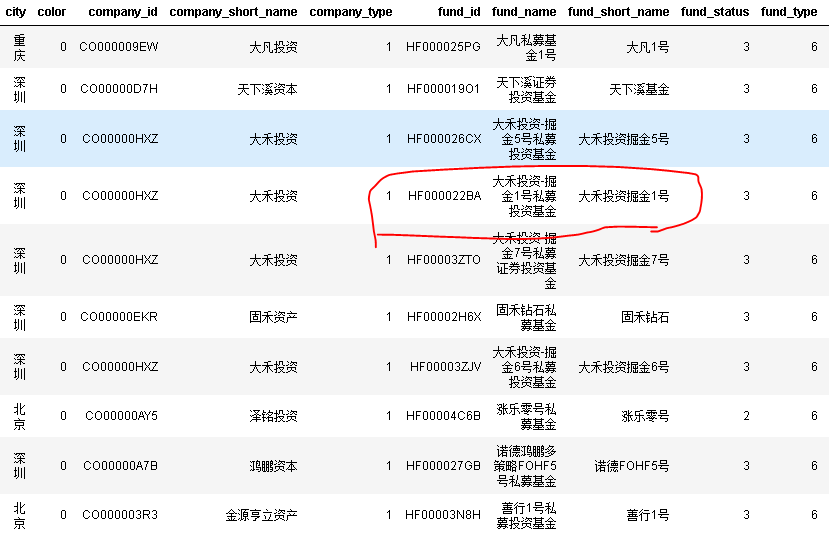 city color company_id company_short_name company_type fund_id fund_name fund_short_name fund_status fund_type
重庆 0 CO000009EW 大凡投资 1 HF000025PG 大凡私募基金1号 大凡1号 3 6
深圳 0 CO00000D7H 天下溪资本 1 HF000019O1 天下溪证券投资基金 天下溪基金 3 6
深圳 0 CO00000HXZ 大禾投资 1 HF000026CX 大禾投资-掘金5号私募投资基金 大禾投资掘金5号 3 6
深圳 0 CO00000HXZ 大禾投资 1 HF000022BA 大禾投资-掘金1号私募投资基金 大禾投资掘金1号 3 6
深圳 0 CO00000HXZ 大禾投资 1 HF00003ZTO 大禾投资-掘金7号私募证券投资基金 大禾投资掘金7号 3 6
深圳 0 CO00000EKR 固禾资产 1 HF00002H6X 固禾钻石私募基金 固禾钻石 3 6
深圳 0 CO00000HXZ 大禾投资 1 HF00003ZJV 大禾投资-掘金6号私募投资基金 大禾投资掘金6号 3 6
北京 0 CO00000AY5 泽铭投资 1 HF00004C6B 张乐零号私募基金 张乐零号 2 6
深圳 0 CO00000A7B 鸿鹏资本 1 HF000027GB 诺德鸿鹏多策略FOHF5号私募基金 诺德FOHF5号 3 6
北京 0 CO000003R3 金源亨立资产 1 HF00003N8H 善行1号私募投资基金 善行1号 3 6